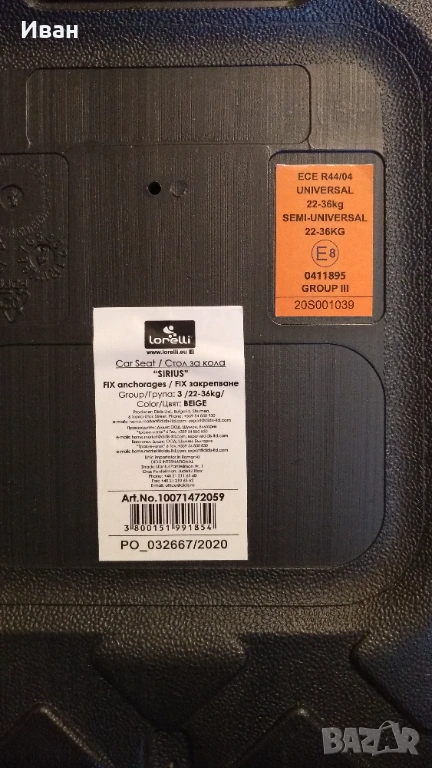 Иван
ECE R44/04
UNIVERSAL
22-36kg
SEMI-UNIVERSAL
22-36KG
E8
0411895
GROUP III
20S001039
lorelli
www.lorelli.eu
Car Seat / Стол за кола
"SIRIUS"
FIX anchorages / FIX закрепване
Group/Група: 3 /22-36kg/
Color/Цвят: BEIGE
Art.No.10071472059
3 800151 991854
PO_032667/2020
BAZAR